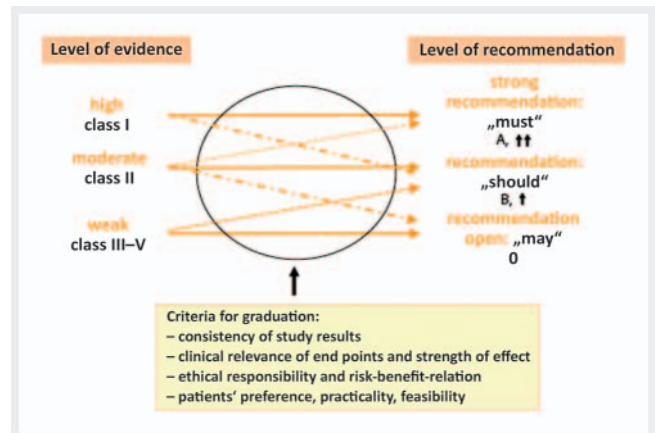 Level of evidence
Level of recommendation
high
class I
moderate
class II
weak
class III–V
strong
recommendation:
„must“
A, ⬆⬆
recommendation:
„should“
B, ⬆
recommendation
open: „may“
0
Criteria for graduation:
– consistency of study results
– clinical relevance of end points and strength of effect
– ethical responsibility and risk-benefit-relation
– patients‘ preference, practicality, feasibility